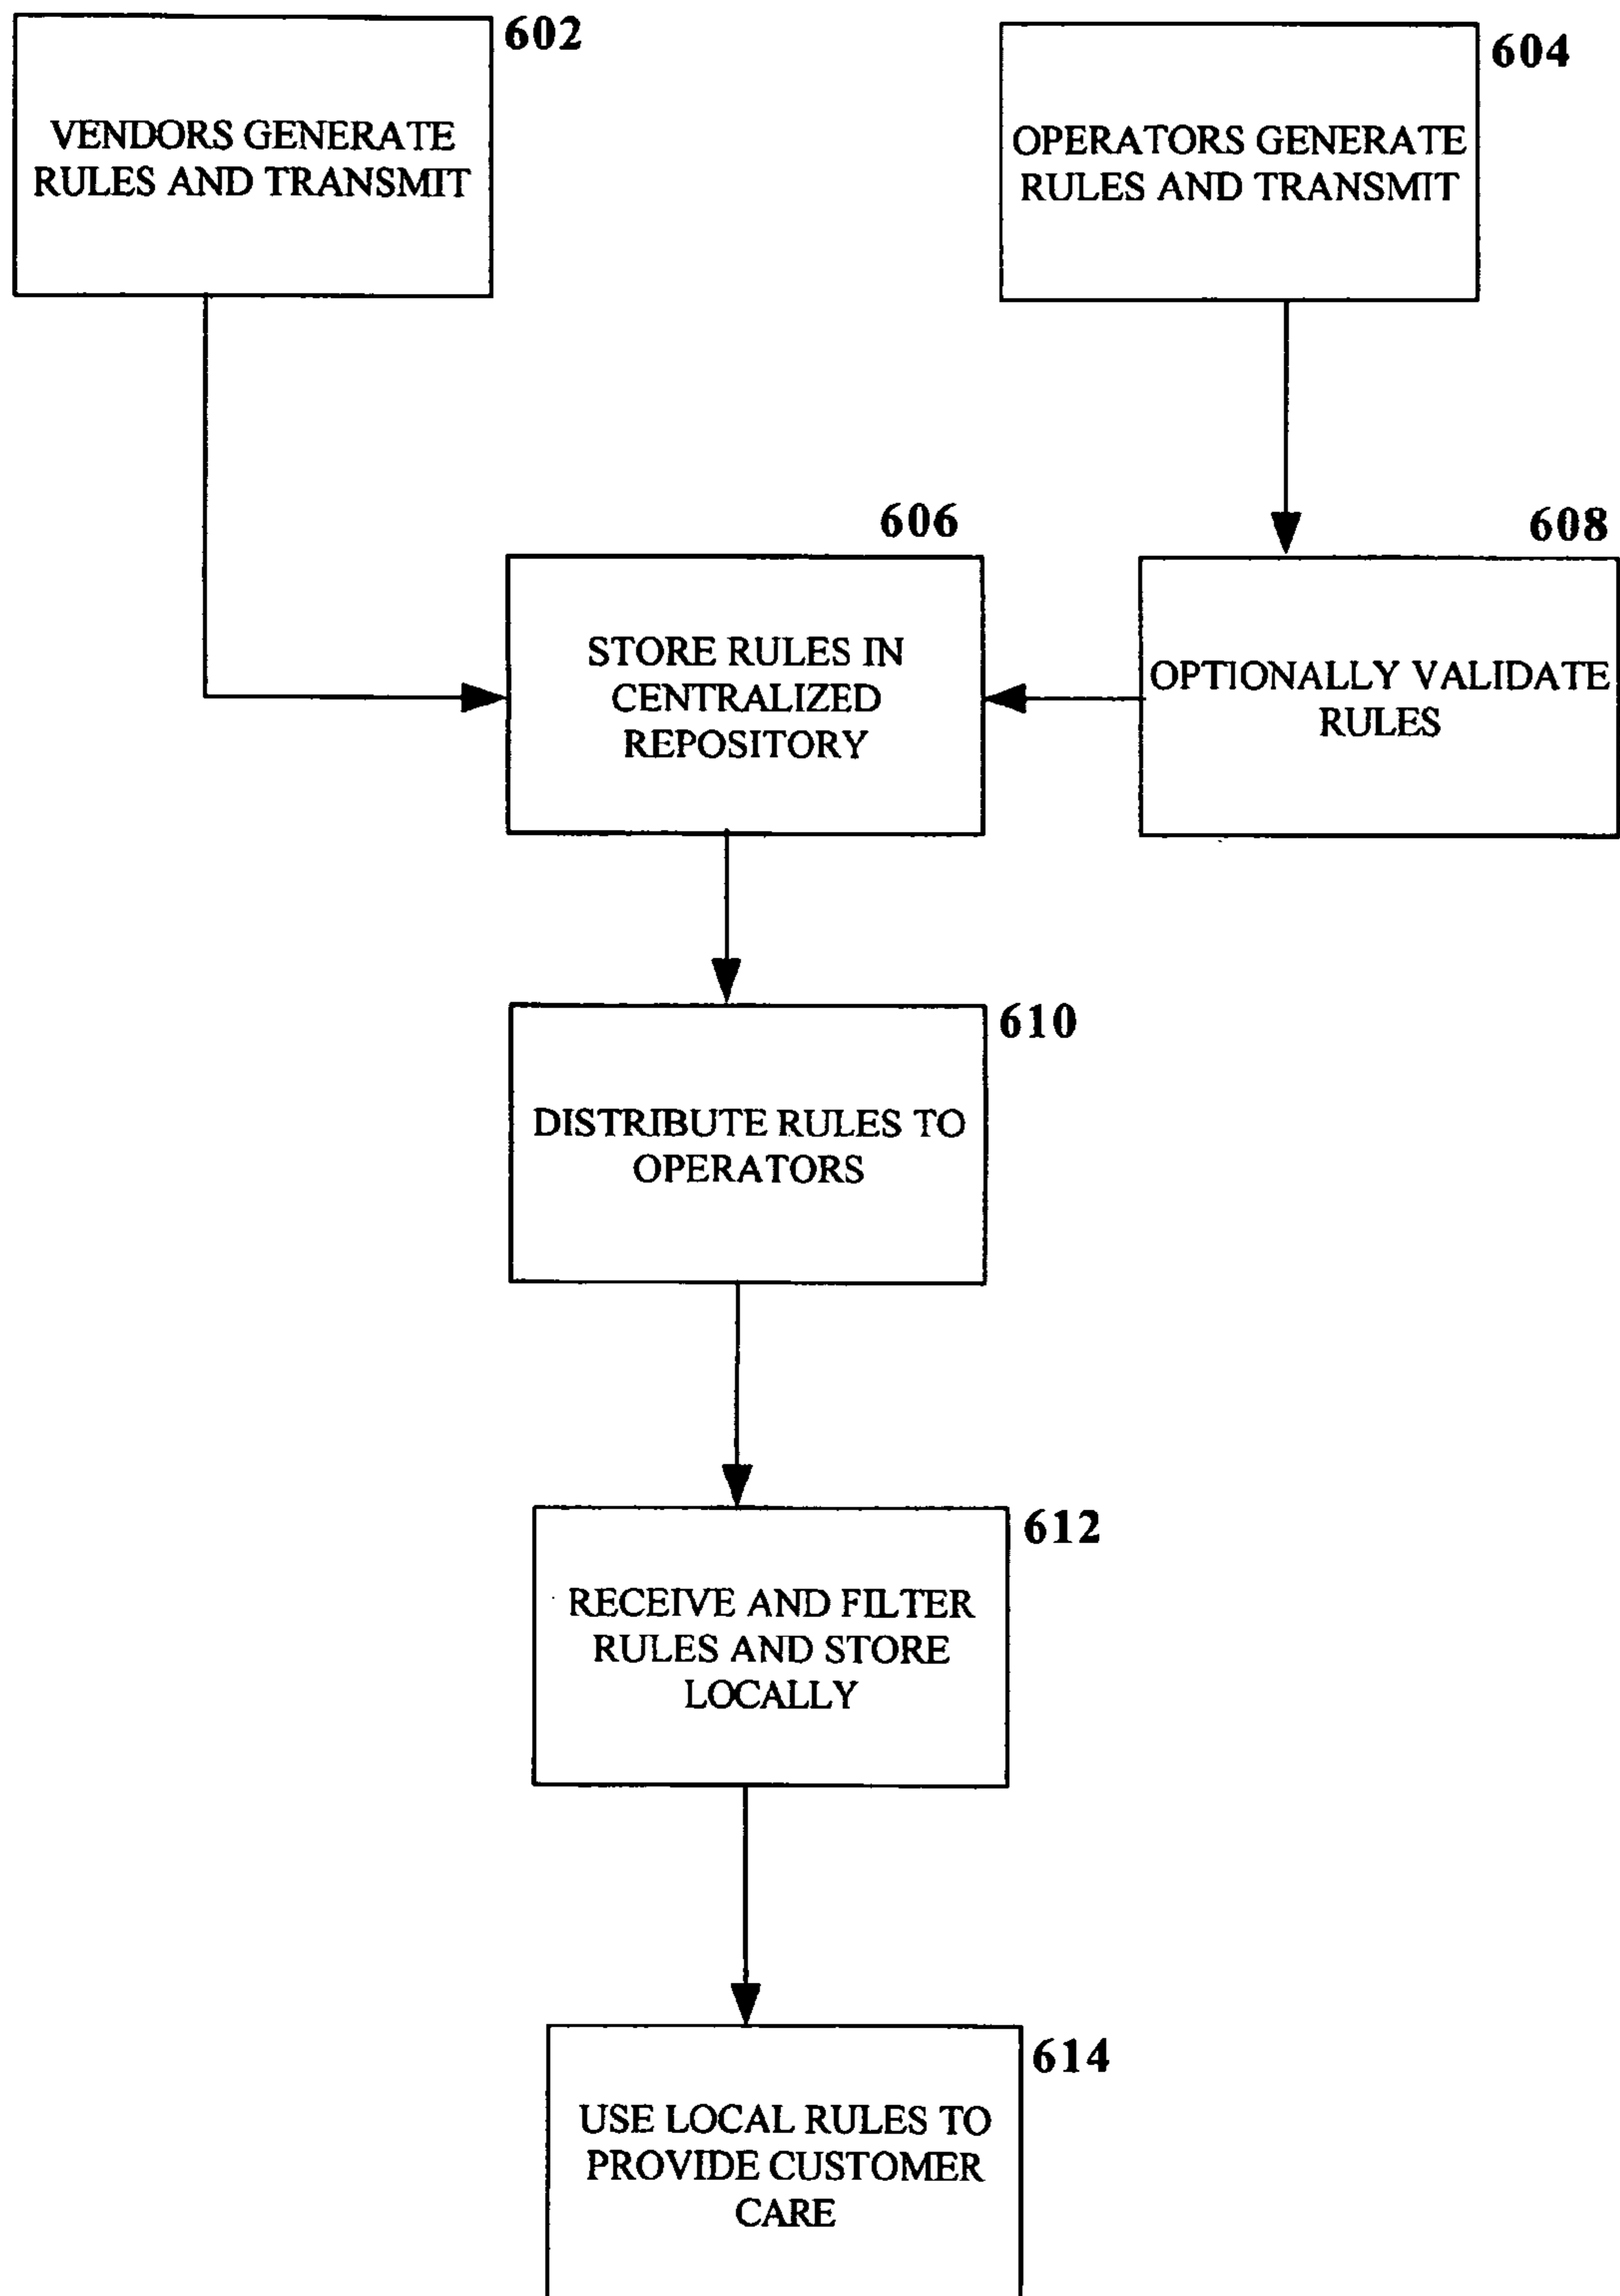 602
VENDORS GENERATE
RULES AND TRANSMIT
604
OPERATORS GENERATE
RULES AND TRANSMIT
606
STORE RULES IN
CENTRALIZED
REPOSITORY
608
OPTIONALLY VALIDATE
RULES
610
DISTRIBUTE RULES TO
OPERATORS
612
RECEIVE AND FILTER
RULES AND STORE
LOCALLY
614
USE LOCAL RULES TO
PROVIDE CUSTOMER
CARE